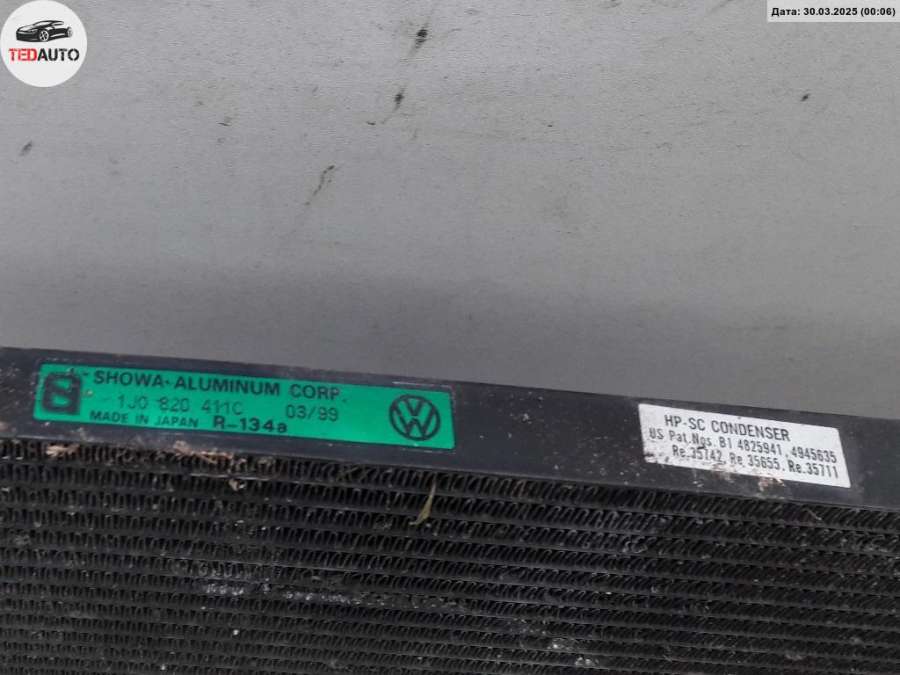 TEDAUTO
Дата: 30.03.2025 (00:06)
SHOWA-ALUMINUM CORP.
1J0 820 411C 03/99
MADE IN JAPAN R-134a
HP-SC CONDENSER
US Pat.Nos. B1 4825941, 4945635
Re.35742, Re 35655, Re.35711